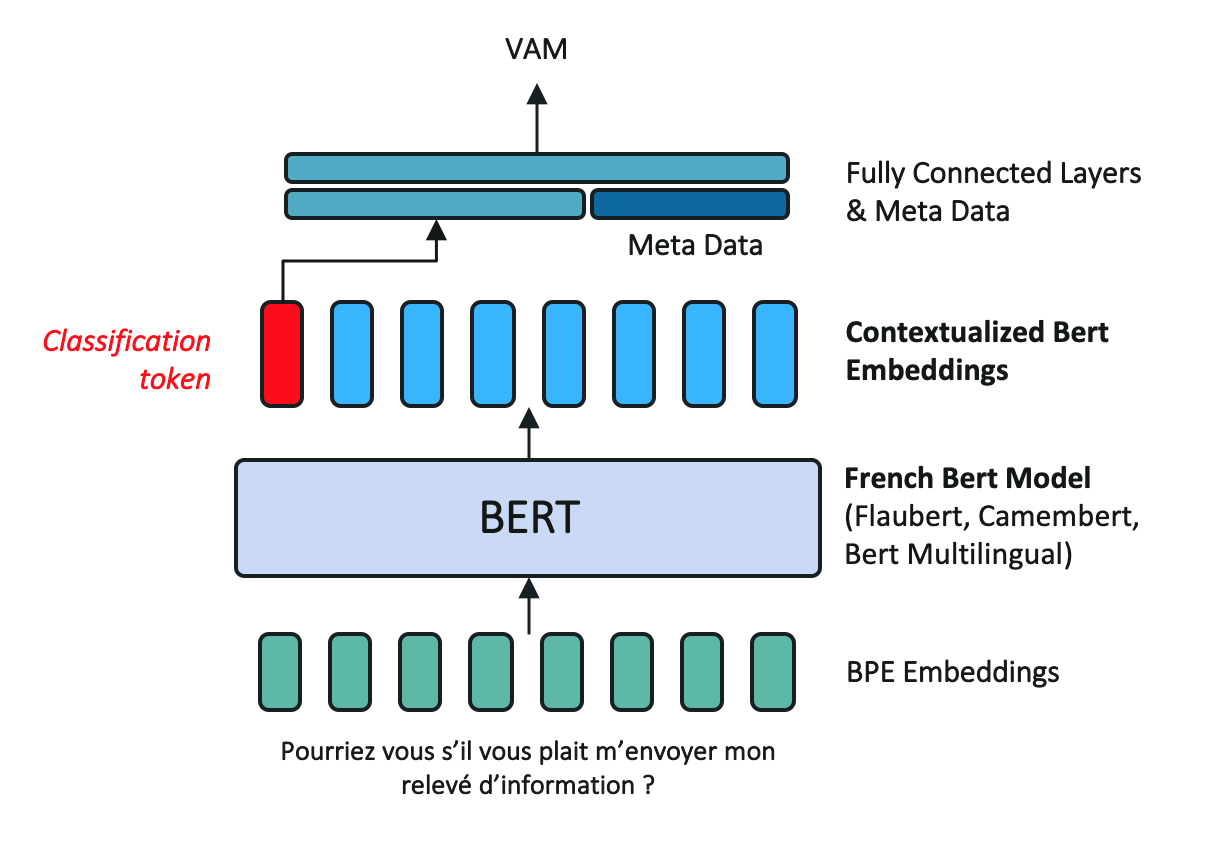 VAM
Fully Connected Layers
& Meta Data
Meta Data
Classification
token
Contextualized Bert
Embeddings
BERT
French Bert Model
(Flaubert, Camembert,
Bert Multilingual)
BPE Embeddings
Pourriez vous s’il vous plait m’envoyer mon
relevé d’information ?